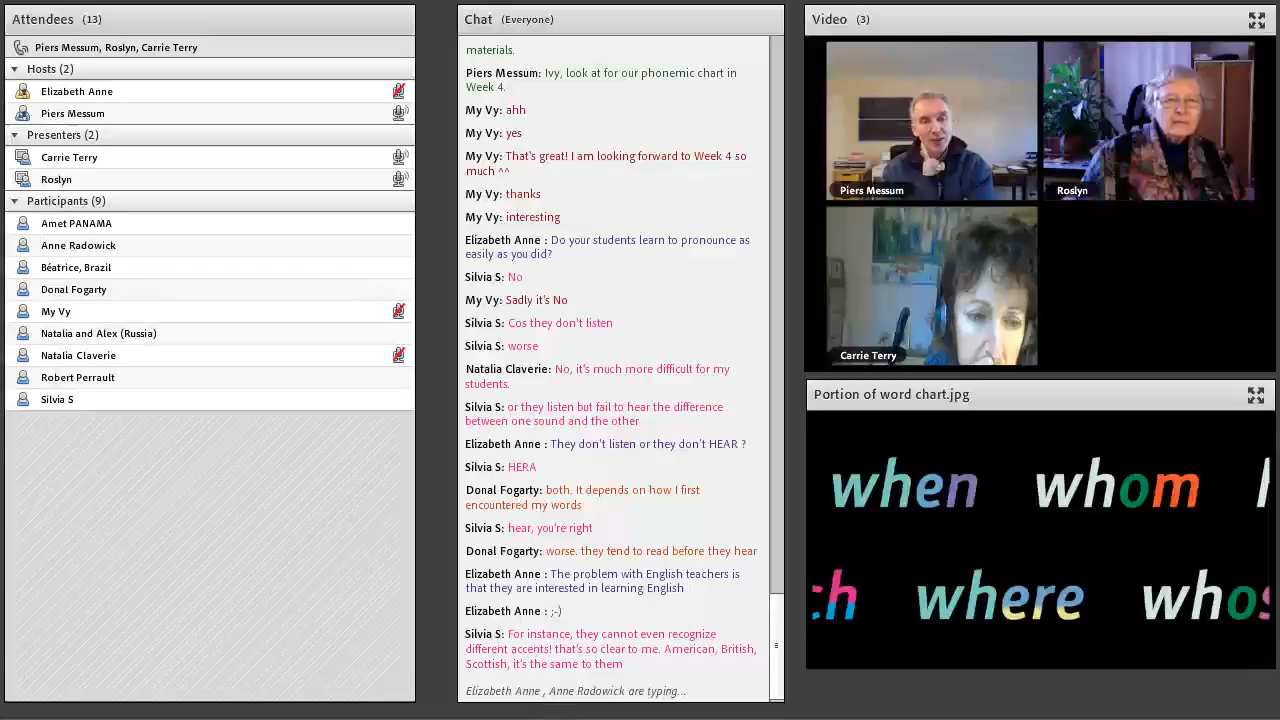 Attendees (13)
Piers Messum, Roslyn, Carrie Terry
Hosts (2)
Elizabeth Anne
Piers Messum
Presenters (2)
Carrie Terry
Roslyn
Participants (9)
Amet PANAMA
Anne Radowick
Béatrice, Brazil
Donal Fogarty
My Vy
Natalia and Alex (Russia)
Natalia Claverie
Robert Perrault
Silvia S
Chat (Everyone)
materials.
Piers Messum: Ivy, look at for our phonemic chart in
Week 4.
My Vy: ahh
My Vy: yes
My Vy: That's great! I am looking forward to Week 4 so
much ^^
My Vy: thanks
My Vy: interesting
Elizabeth Anne : Do your students learn to pronounce as
easily as you did?
Silvia S: No
My Vy: Sadly it's No
Silvia S: Cos they don't listen
Silvia S: worse
Natalia Claverie: No, it's much more difficult for my
students.
Silvia S: or they listen but fail to hear the difference
between one sound and the other
Elizabeth Anne : They don't listen or they don't HEAR ?
Silvia S: HERA
Donal Fogarty: both. It depends on how I first
encountered my words
Silvia S: hear, you're right
Donal Fogarty: worse. they tend to read before they hear
Elizabeth Anne : The problem with English teachers is
that they are interested in learning English
Elizabeth Anne : ;-)
Silvia S: For instance, they cannot even recognize
different accents! that's so clear to me. American, British,
Scottish, it's the same to them
Elizabeth Anne , Anne Radowick are typing...
Video (3)
Piers Messum
Roslyn
Carrie Terry
Portion of word chart.jpg
when whom
ch where whos